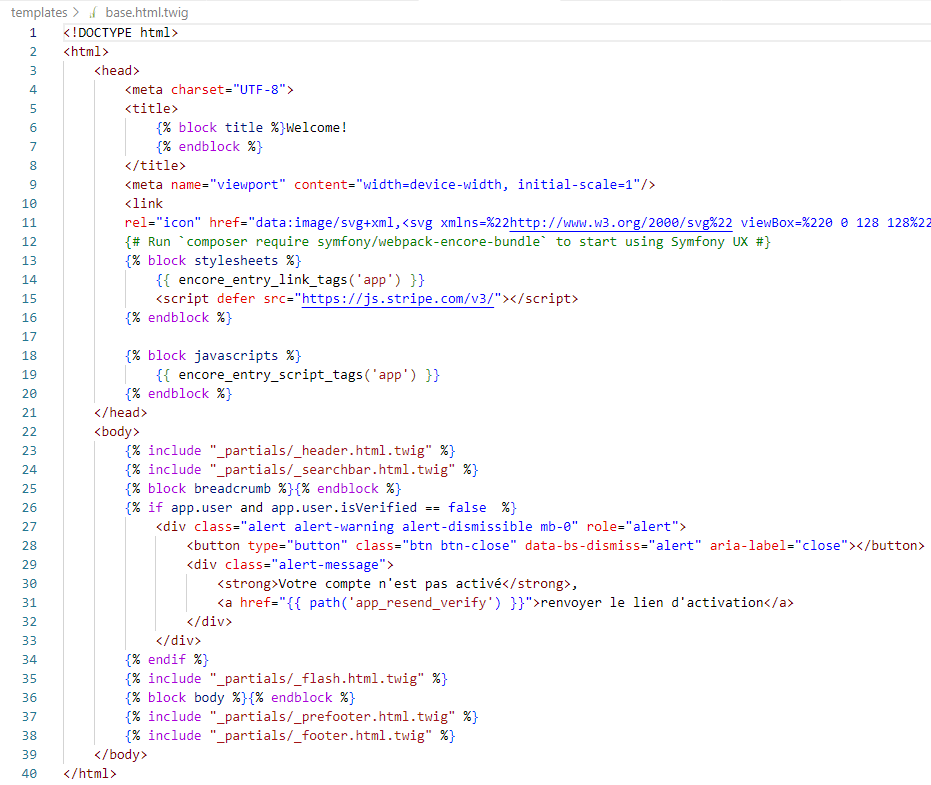 templates > base.html.twig
1 <!DOCTYPE html>
2 <html>
3 <head>
4 <meta charset="UTF-8">
5 <title>
6 {% block title %}Welcome!
7 {% endblock %}
8 </title>
9 <meta name="viewport" content="width=device-width, initial-scale=1"/>
10 <link
11 rel="icon" href="data:image/svg+xml,<svg xmlns=%22http://www.w3.org/2000/svg%22 viewBox=%220 0 128 128%22
12 {# Run `composer require symfony/webpack-encore-bundle` to start using Symfony UX #}
13 {% block stylesheets %}
14 {{ encore_entry_link_tags('app') }}
15 <script defer src="https://js.stripe.com/v3/"></script>
16 {% endblock %}
17
18 {% block javascripts %}
19 {{ encore_entry_script_tags('app') }}
20 {% endblock %}
21 </head>
22 <body>
23 {% include "_partials/_header.html.twig" %}
24 {% include "_partials/_searchbar.html.twig" %}
25 {% block breadcrumb %}{% endblock %}
26 {% if app.user and app.user.isVerified == false  %}
27 <div class="alert alert-warning alert-dismissible mb-0" role="alert">
28 <button type="button" class="btn btn-close" data-bs-dismiss="alert" aria-label="close"></button>
29 <div class="alert-message">
30 <strong>Votre compte n'est pas activé</strong>,
31 <a href="{{ path('app_resend_verify') }}">renvoyer le lien d'activation</a>
32 </div>
33 </div>
34 {% endif %}
35 {% include "_partials/_flash.html.twig" %}
36 {% block body %}{% endblock %}
37 {% include "_partials/_prefooter.html.twig" %}
38 {% include "_partials/_footer.html.twig" %}
39 </body>
40 </html>